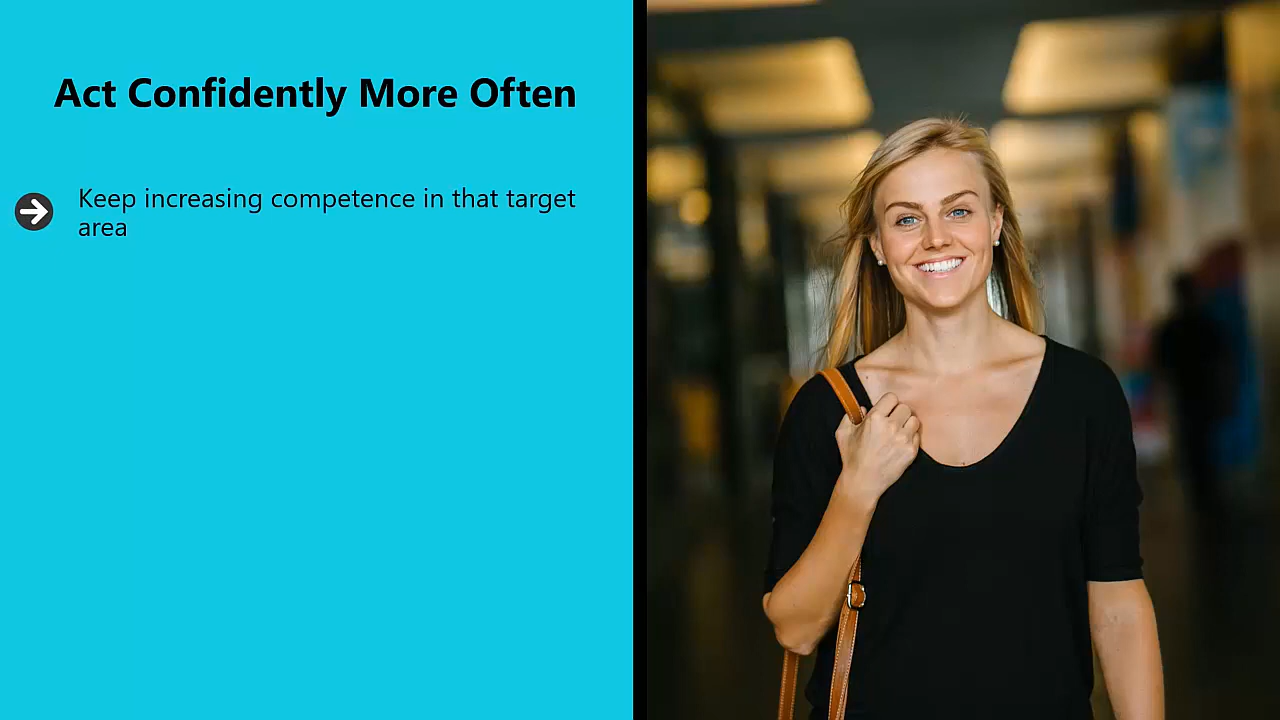 Act Confidently More Often
Keep increasing competence in that target
area